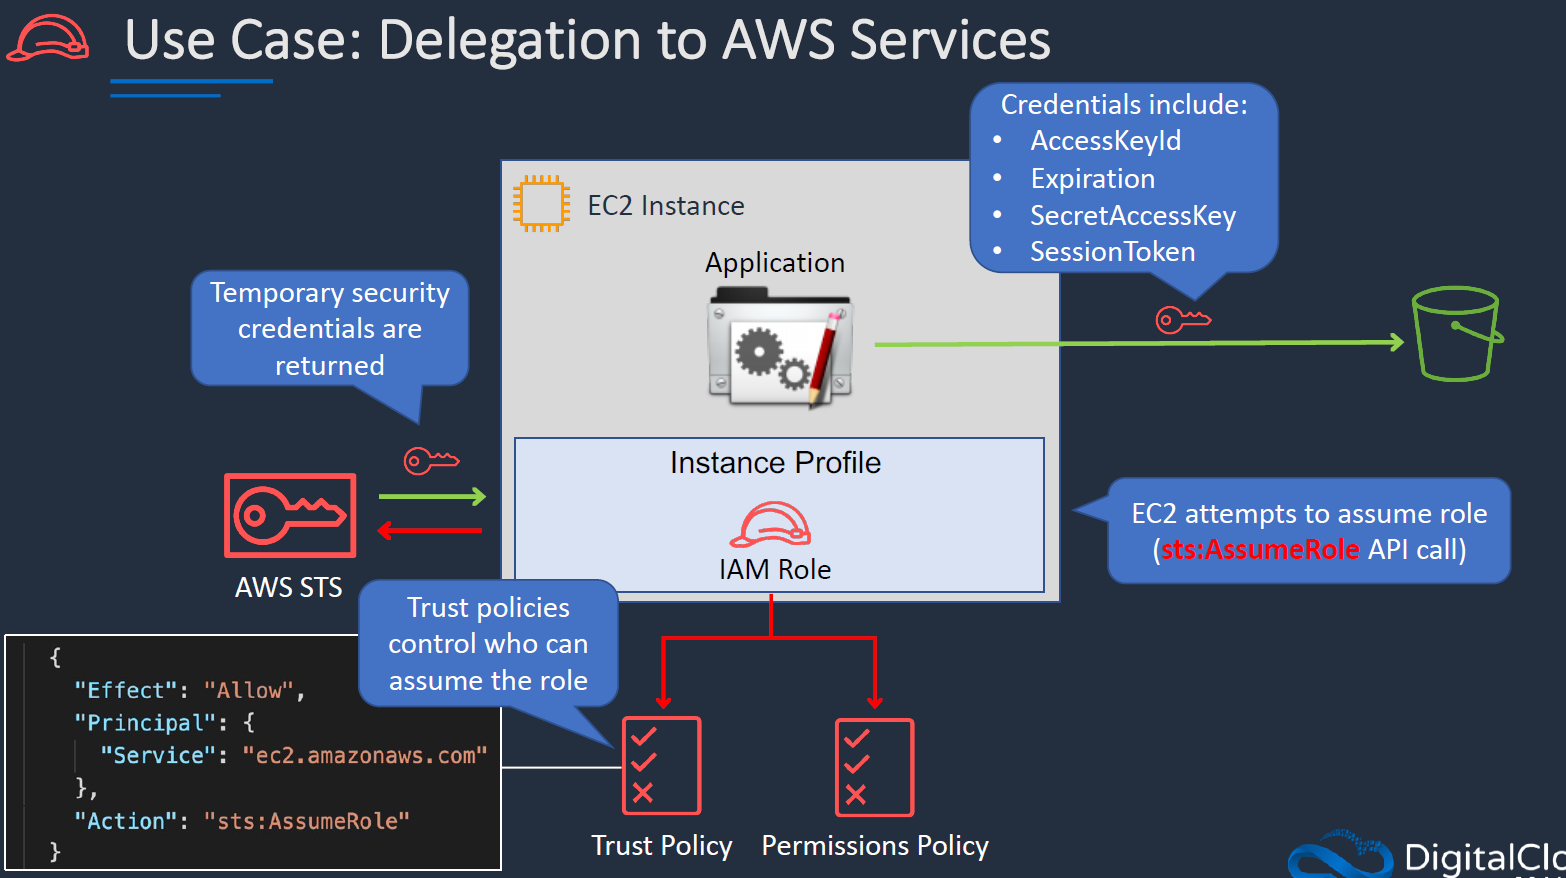 Use Case: Delegation to AWS Services
Credentials include:
• AccessKeyId
• Expiration
• SecretAccessKey
• SessionToken
EC2 Instance
Application
Temporary security
credentials are
returned
Instance Profile
IAM Role
EC2 attempts to assume role
(sts:AssumeRole API call)
AWS STS
Trust policies
control who can
assume the role
{
"Effect": "Allow",
"Principal": {
"Service": "ec2.amazonaws.com"
},
"Action": "sts:AssumeRole"
}
Trust Policy
Permissions Policy
DigitalClo